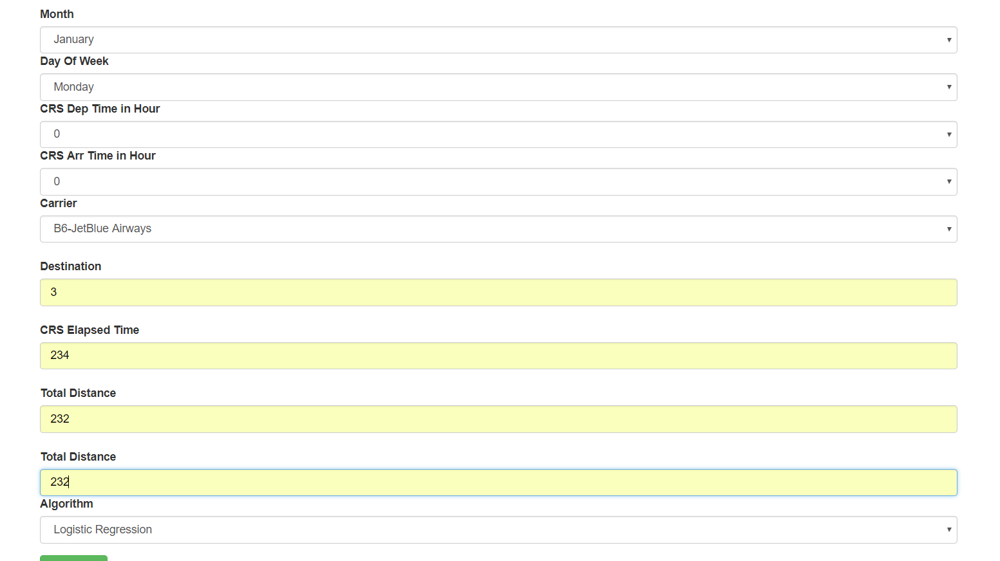 Month
January
Day Of Week
Monday
CRS Dep Time in Hour
0
CRS Arr Time in Hour
0
Carrier
B6-JetBlue Airways
Destination
3
CRS Elapsed Time
234
Total Distance
232
Total Distance
232
Algorithm
Logistic Regression